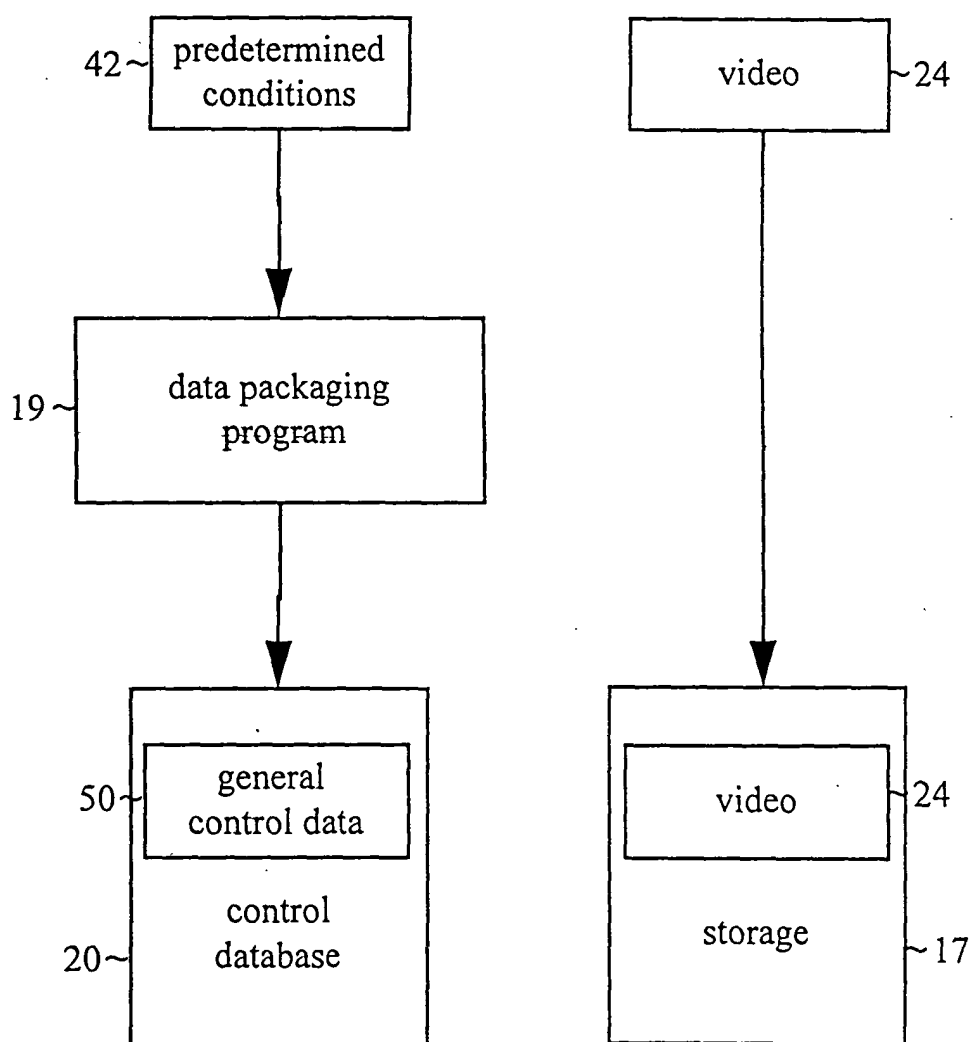 42
predetermined
conditions
video
24
19
data packaging
program
50
general
control data
control
database
20
video
24
storage
17